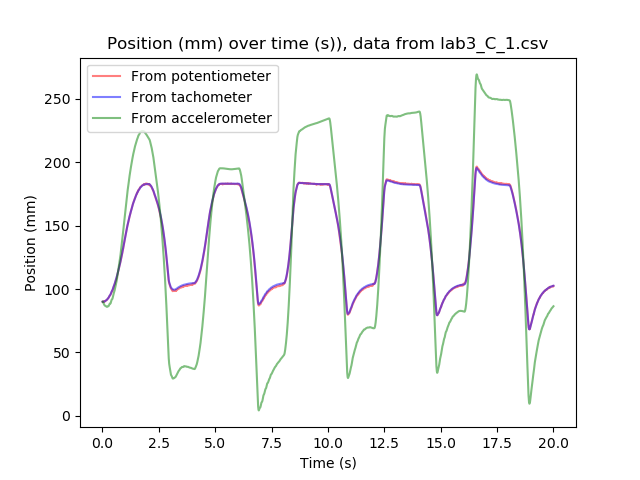 Position (mm) over time (s)), data from lab3_C_1.csv
From potentiometer
From tachometer
From accelerometer
Position (mm)
250
200
150
100
50
0
0.0 2.5 5.0 7.5 10.0 12.5 15.0 17.5 20.0
Time (s)